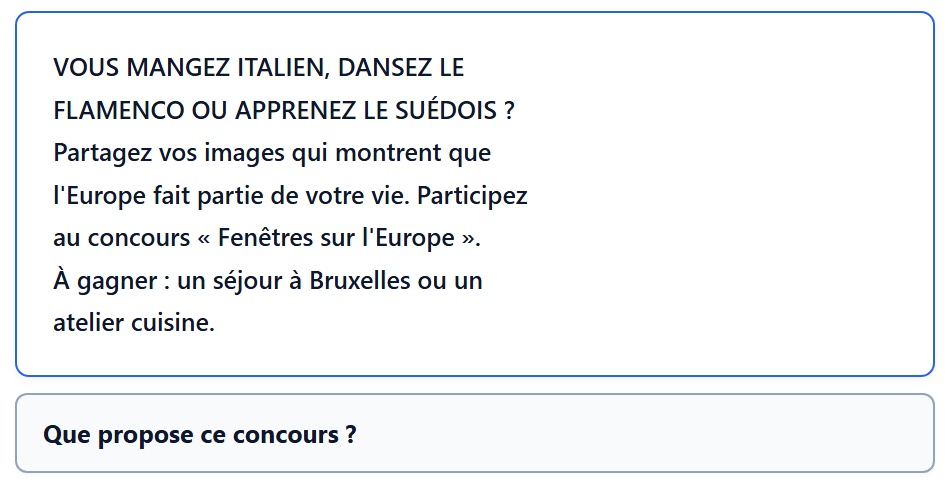 VOUS MANGEZ ITALIEN, DANSEZ LE
FLAMENCO OU APPRENEZ LE SUÉDOIS ?
Partagez vos images qui montrent que
l'Europe fait partie de votre vie. Participez
au concours « Fenêtres sur l'Europe ».
À gagner : un séjour à Bruxelles ou un
atelier cuisine.
Que propose ce concours ?